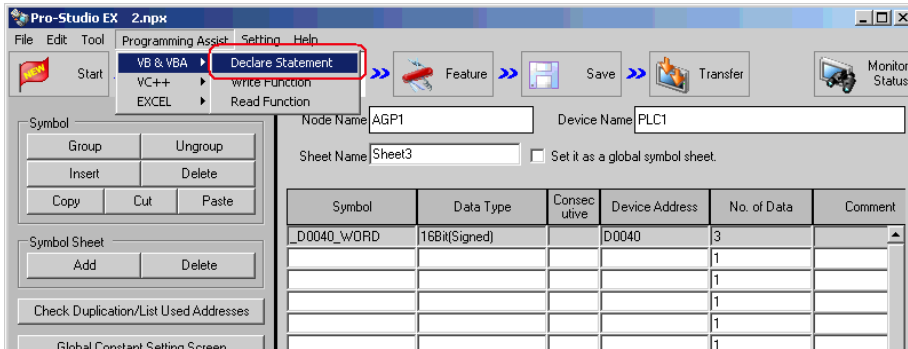 Pro-Studio EX 2.npx
File Edit Tool Programming Assist Setting Help
VB & VBA Declare Statement
VC++ Write Function
EXCEL Read Function
NEW Start Feature Save Transfer Monitor Status
Node Name AGP1 Device Name PLC1
Sheet Name Sheet3 Set it as a global symbol sheet.
Symbol
Group Ungroup
Insert Delete
Copy Cut Paste
Symbol Sheet
Add Delete
Check Duplication/List Used Addresses
Global Constant Setting Screen
Symbol Data Type Consecutive Device Address No. of Data Comment
_D0040_WORD 16Bit(Signed) D0040 3
1
1
1
1
1